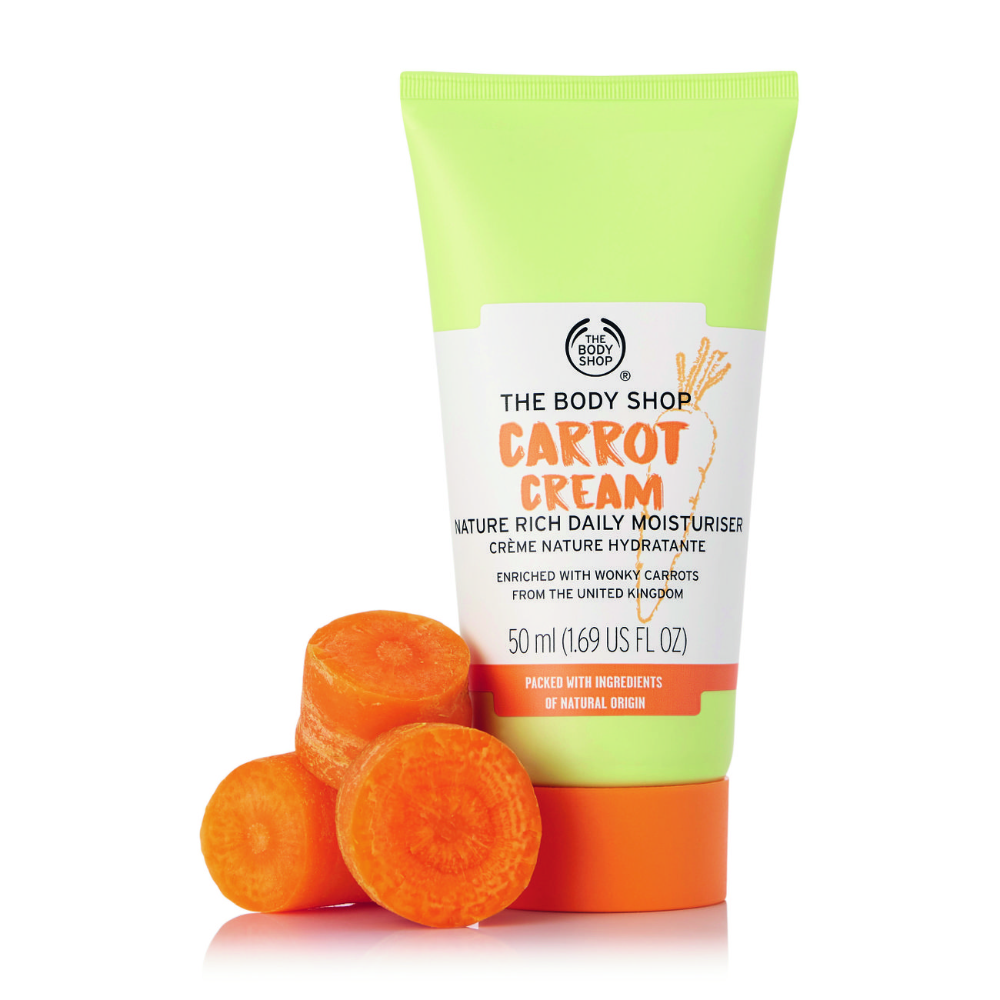 THE
BODY
SHOP
®
THE BODY SHOP
CARROT
CREAM
NATURE RICH DAILY MOISTURISER
CRÈME NATURE HYDRATANTE
ENRICHED WITH WONKY CARROTS
FROM THE UNITED KINGDOM
50 ml (1.69 US FL OZ)
PACKED WITH INGREDIENTS
OF NATURAL ORIGIN